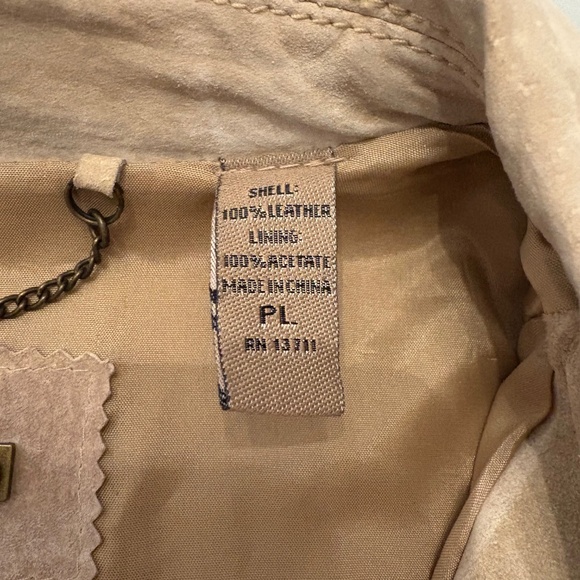 SHELL:
100% LEATHER
LINING:
100% ACETATE
MADE IN CHINA
PL
RN 13711